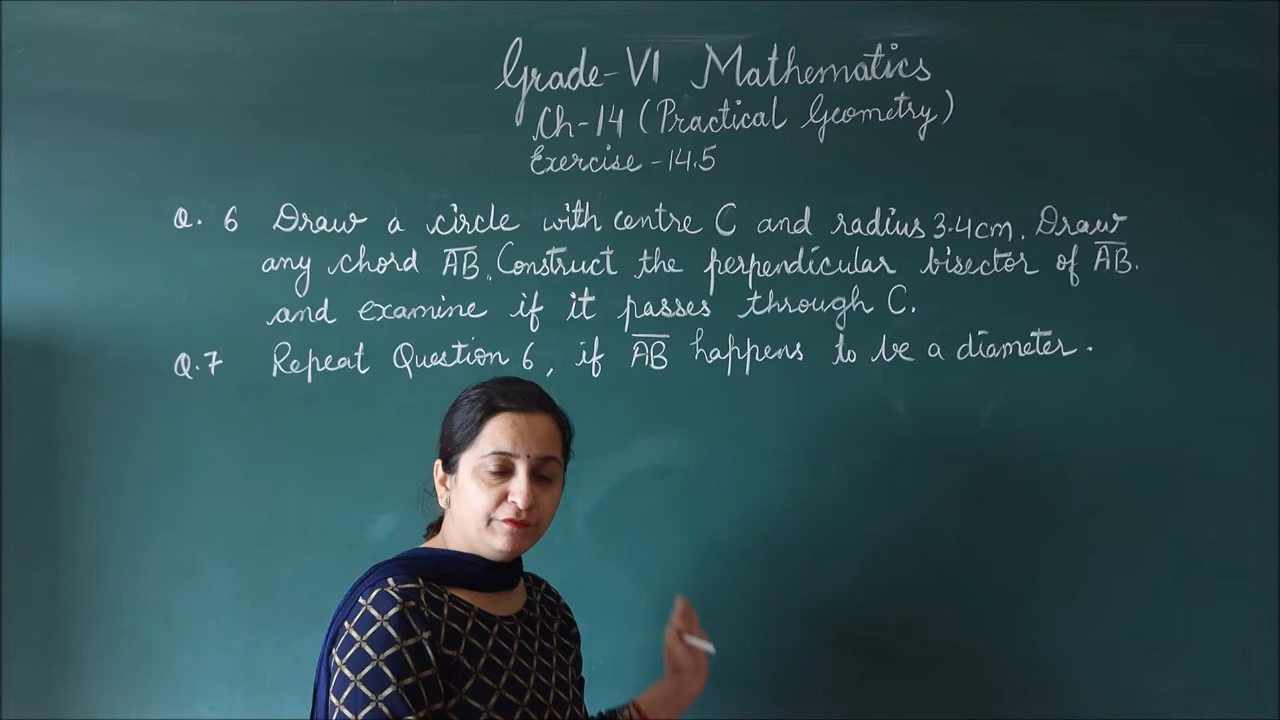 Grade-VI Mathematics
Ch-14 (Practical Geometry)
Exercise -14.5
Q. 6 Draw a circle with centre C and radius 3.4cm. Draw
any chord AB. Construct the perpendicular bisector of AB.
and examine if it passes through C.
Q.7 Repeat Question 6, if AB happens to be a diameter.